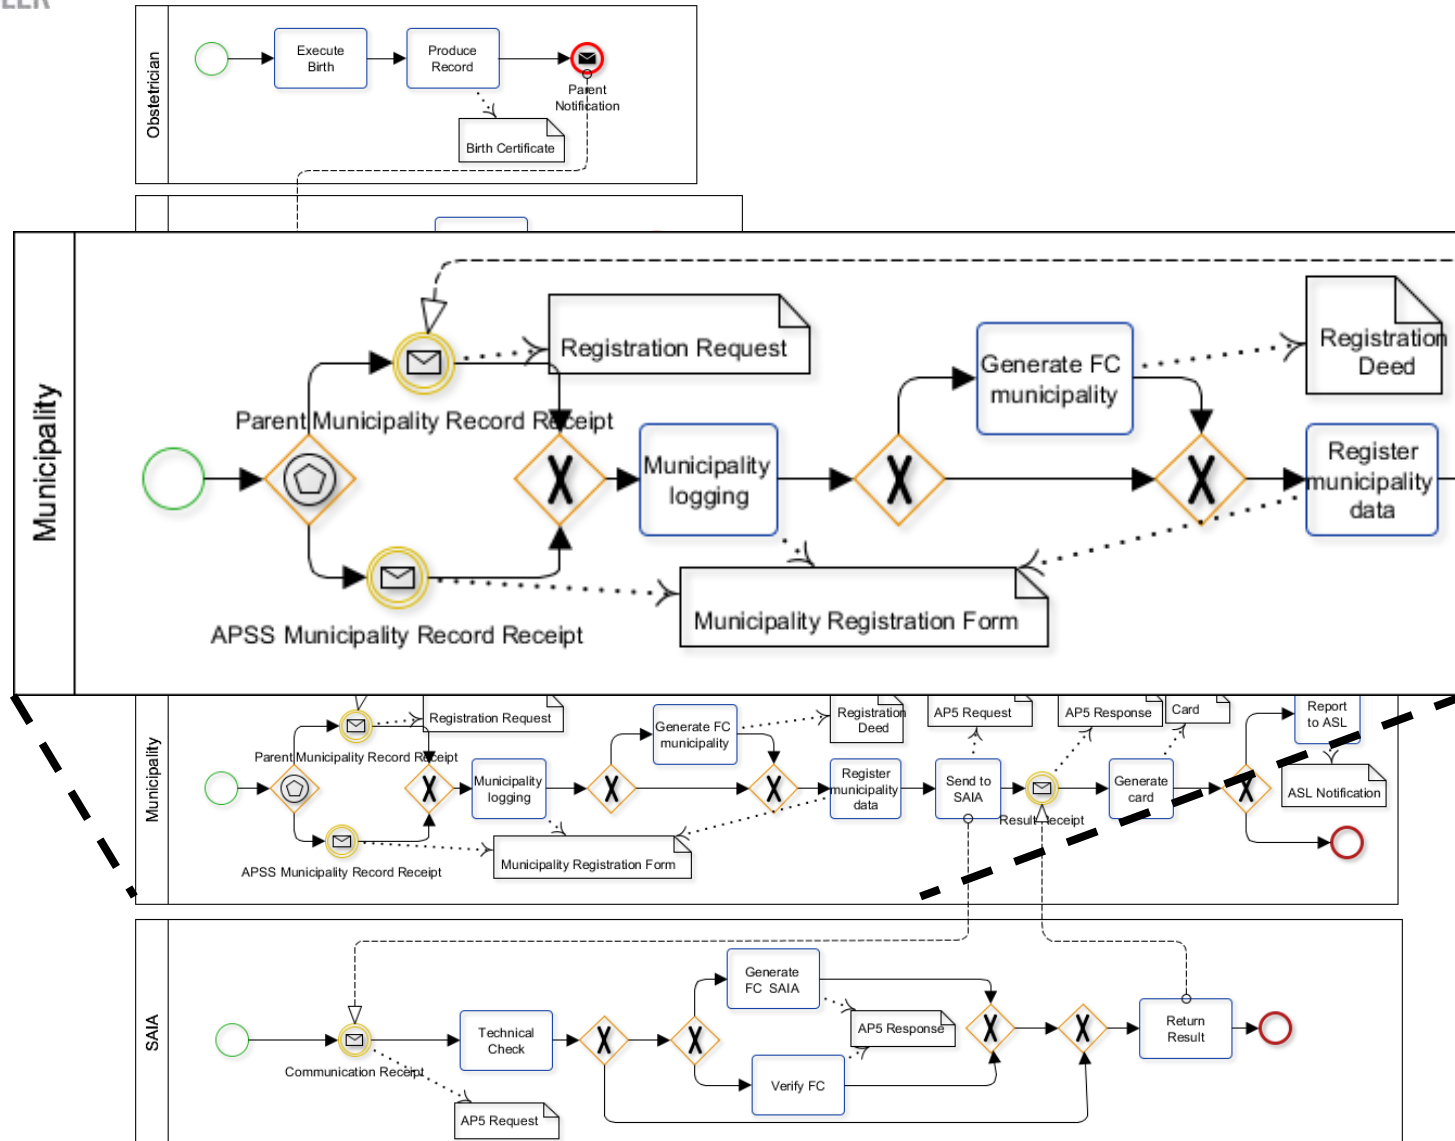 Obstetrician
Execute
Birth
Produce
Record
Parent
Notification
Birth Certificate
Municipality
Registration Request
Parent Municipality Record Receipt
Generate FC
municipality
Registration
Deed
Municipality
logging
Register
municipality
data
Municipality Registration Form
APSS Municipality Record Receipt
Municipality
Registration Request
Parent Municipality Record Receipt
Generate FC
municipality
Registration
Deed
AP5 Request
AP5 Response
Card
Report
to ASL
Municipality
logging
Register
municipality
data
Send to
SAIA
Result Receipt
Generate
card
ASL Notification
Municipality Registration Form
APSS Municipality Record Receipt
SAIA
Communication Receipt
AP5 Request
Technical
Check
Generate
FC SAIA
AP5 Response
Verify FC
Return
Result